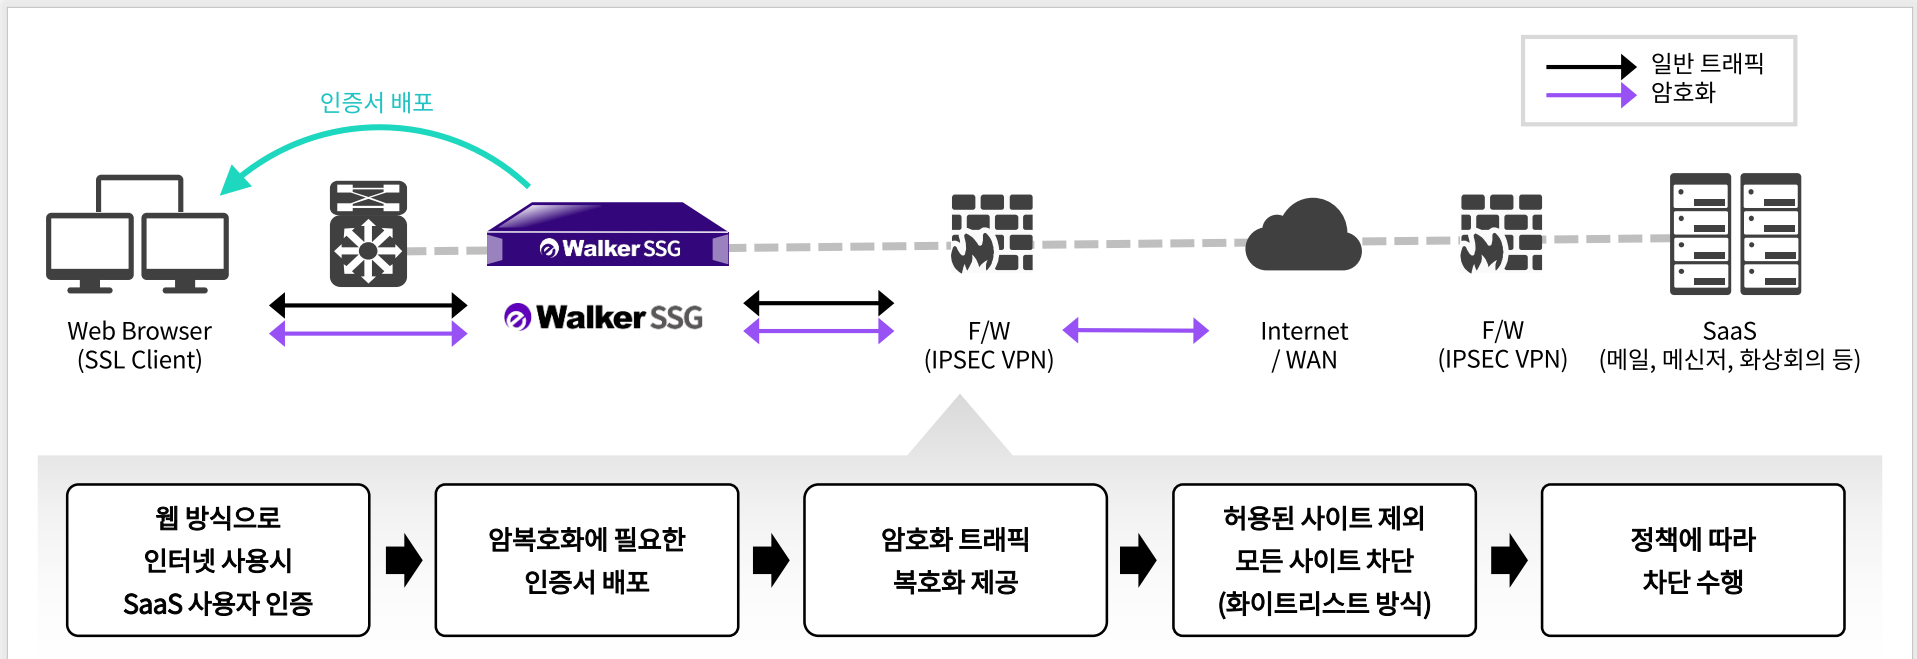 일반 트래픽
암호화
인증서 배포
eWalker SSG
eWalker SSG
Web Browser
(SSL Client)
F/W
(IPSEC VPN)
Internet
/ WAN
F/W
(IPSEC VPN)
SaaS
(메일, 메신저, 화상회의 등)
웹 방식으로
인터넷 사용시
SaaS 사용자 인증
암복호화에 필요한
인증서 배포
암호화 트래픽
복호화 제공
허용된 사이트 제외
모든 사이트 차단
(화이트리스트 방식)
정책에 따라
차단 수행